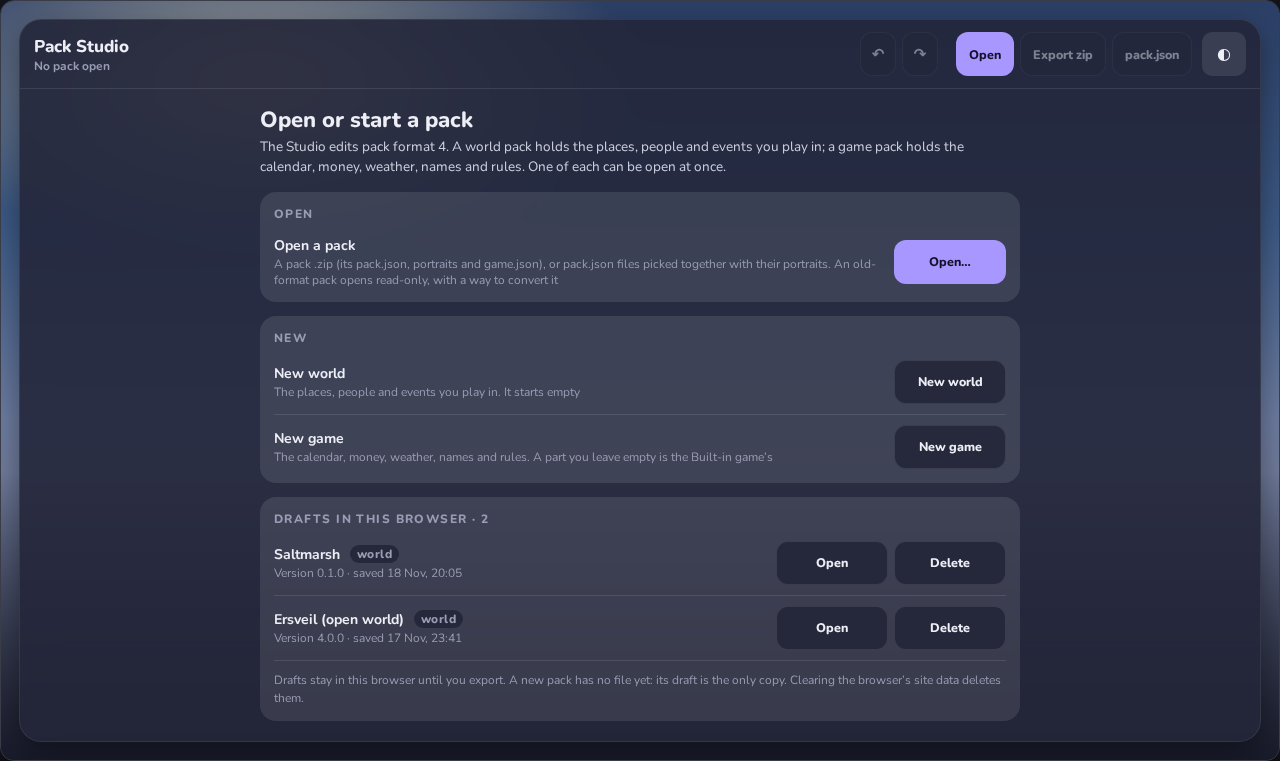 Pack Studio
No pack open
↶ ↷ Open Export zip pack.json
Open or start a pack
The Studio edits pack format 4. A world pack holds the places, people and events you play in; a game pack holds the
calendar, money, weather, names and rules. One of each can be open at once.
OPEN
Open a pack
A pack .zip (its pack.json, portraits and game.json), or pack.json files picked together with their portraits. An old-
format pack opens read-only, with a way to convert it
Open…
NEW
New world
The places, people and events you play in. It starts empty
New world
New game
The calendar, money, weather, names and rules. A part you leave empty is the Built-in game's
New game
DRAFTS IN THIS BROWSER · 2
Saltmarsh world
Version 0.1.0 · saved 18 Nov, 20:05
Open Delete
Ersveil (open world) world
Version 4.0.0 · saved 17 Nov, 23:41
Open Delete
Drafts stay in this browser until you export. A new pack has no file yet: its draft is the only copy. Clearing the browser's site data deletes
them.